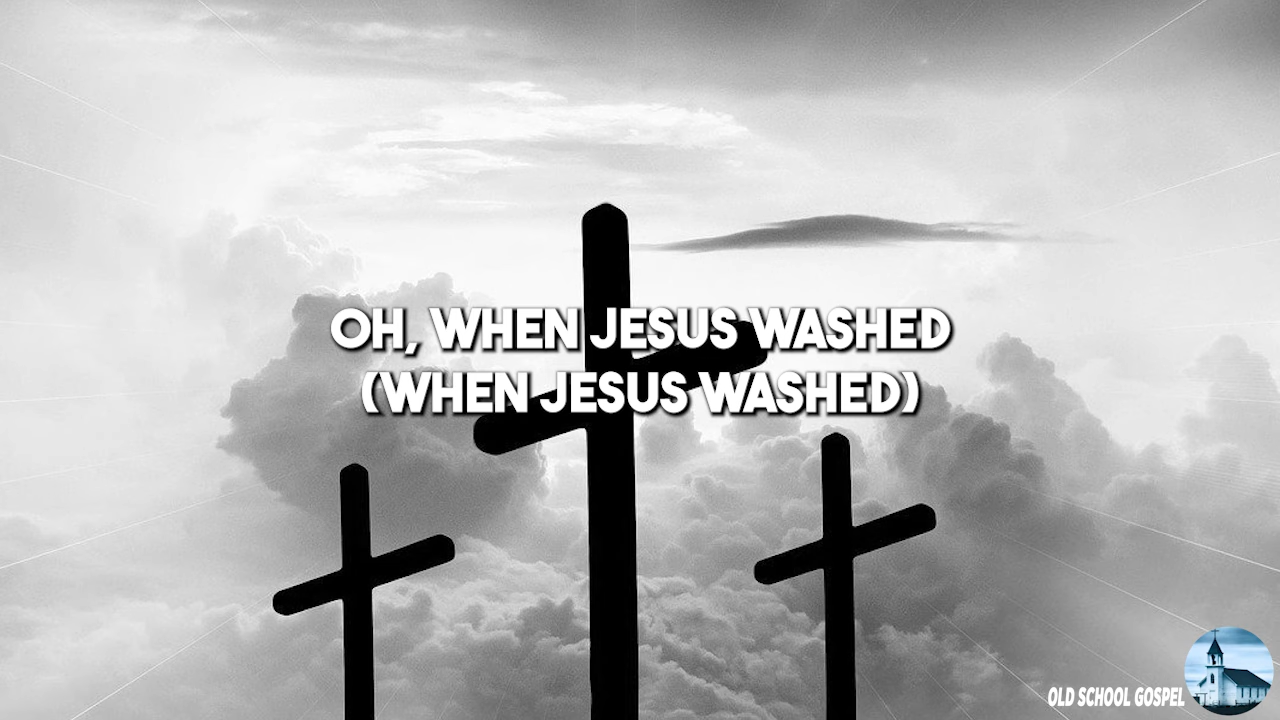 OH, WHEN JESUS WASHED
(WHEN JESUS WASHED)
OLD SCHOOL GOSPEL